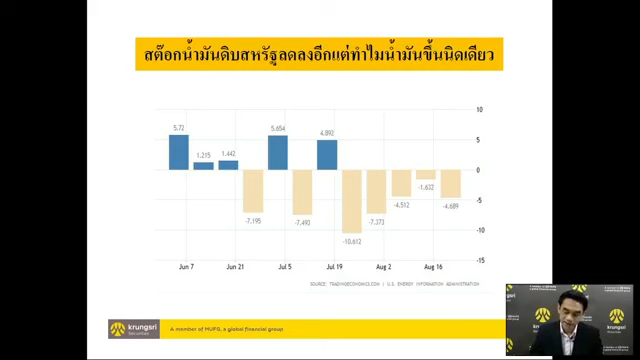 สต๊อกน้ำมันดิบสหรัฐลดลงอีกแต่ทำไมน้ำมันขึ้นนิดเดียว
10
5.72
5.654
4.892
5
1.215
1.442
0
-1.632
-4.512
-4.689
-5
-7.195
-7.493
-7.373
-10.612
-10
-15
Jun 7
Jun 21
Jul 5
Jul 19
Aug 2
Aug 16
SOURCE: TRADINGECONOMICS.COM | U.S. ENERGY INFORMATION ADMINISTRATION
krungsri
Securities
A member of MUFG, a global financial group
krungsri